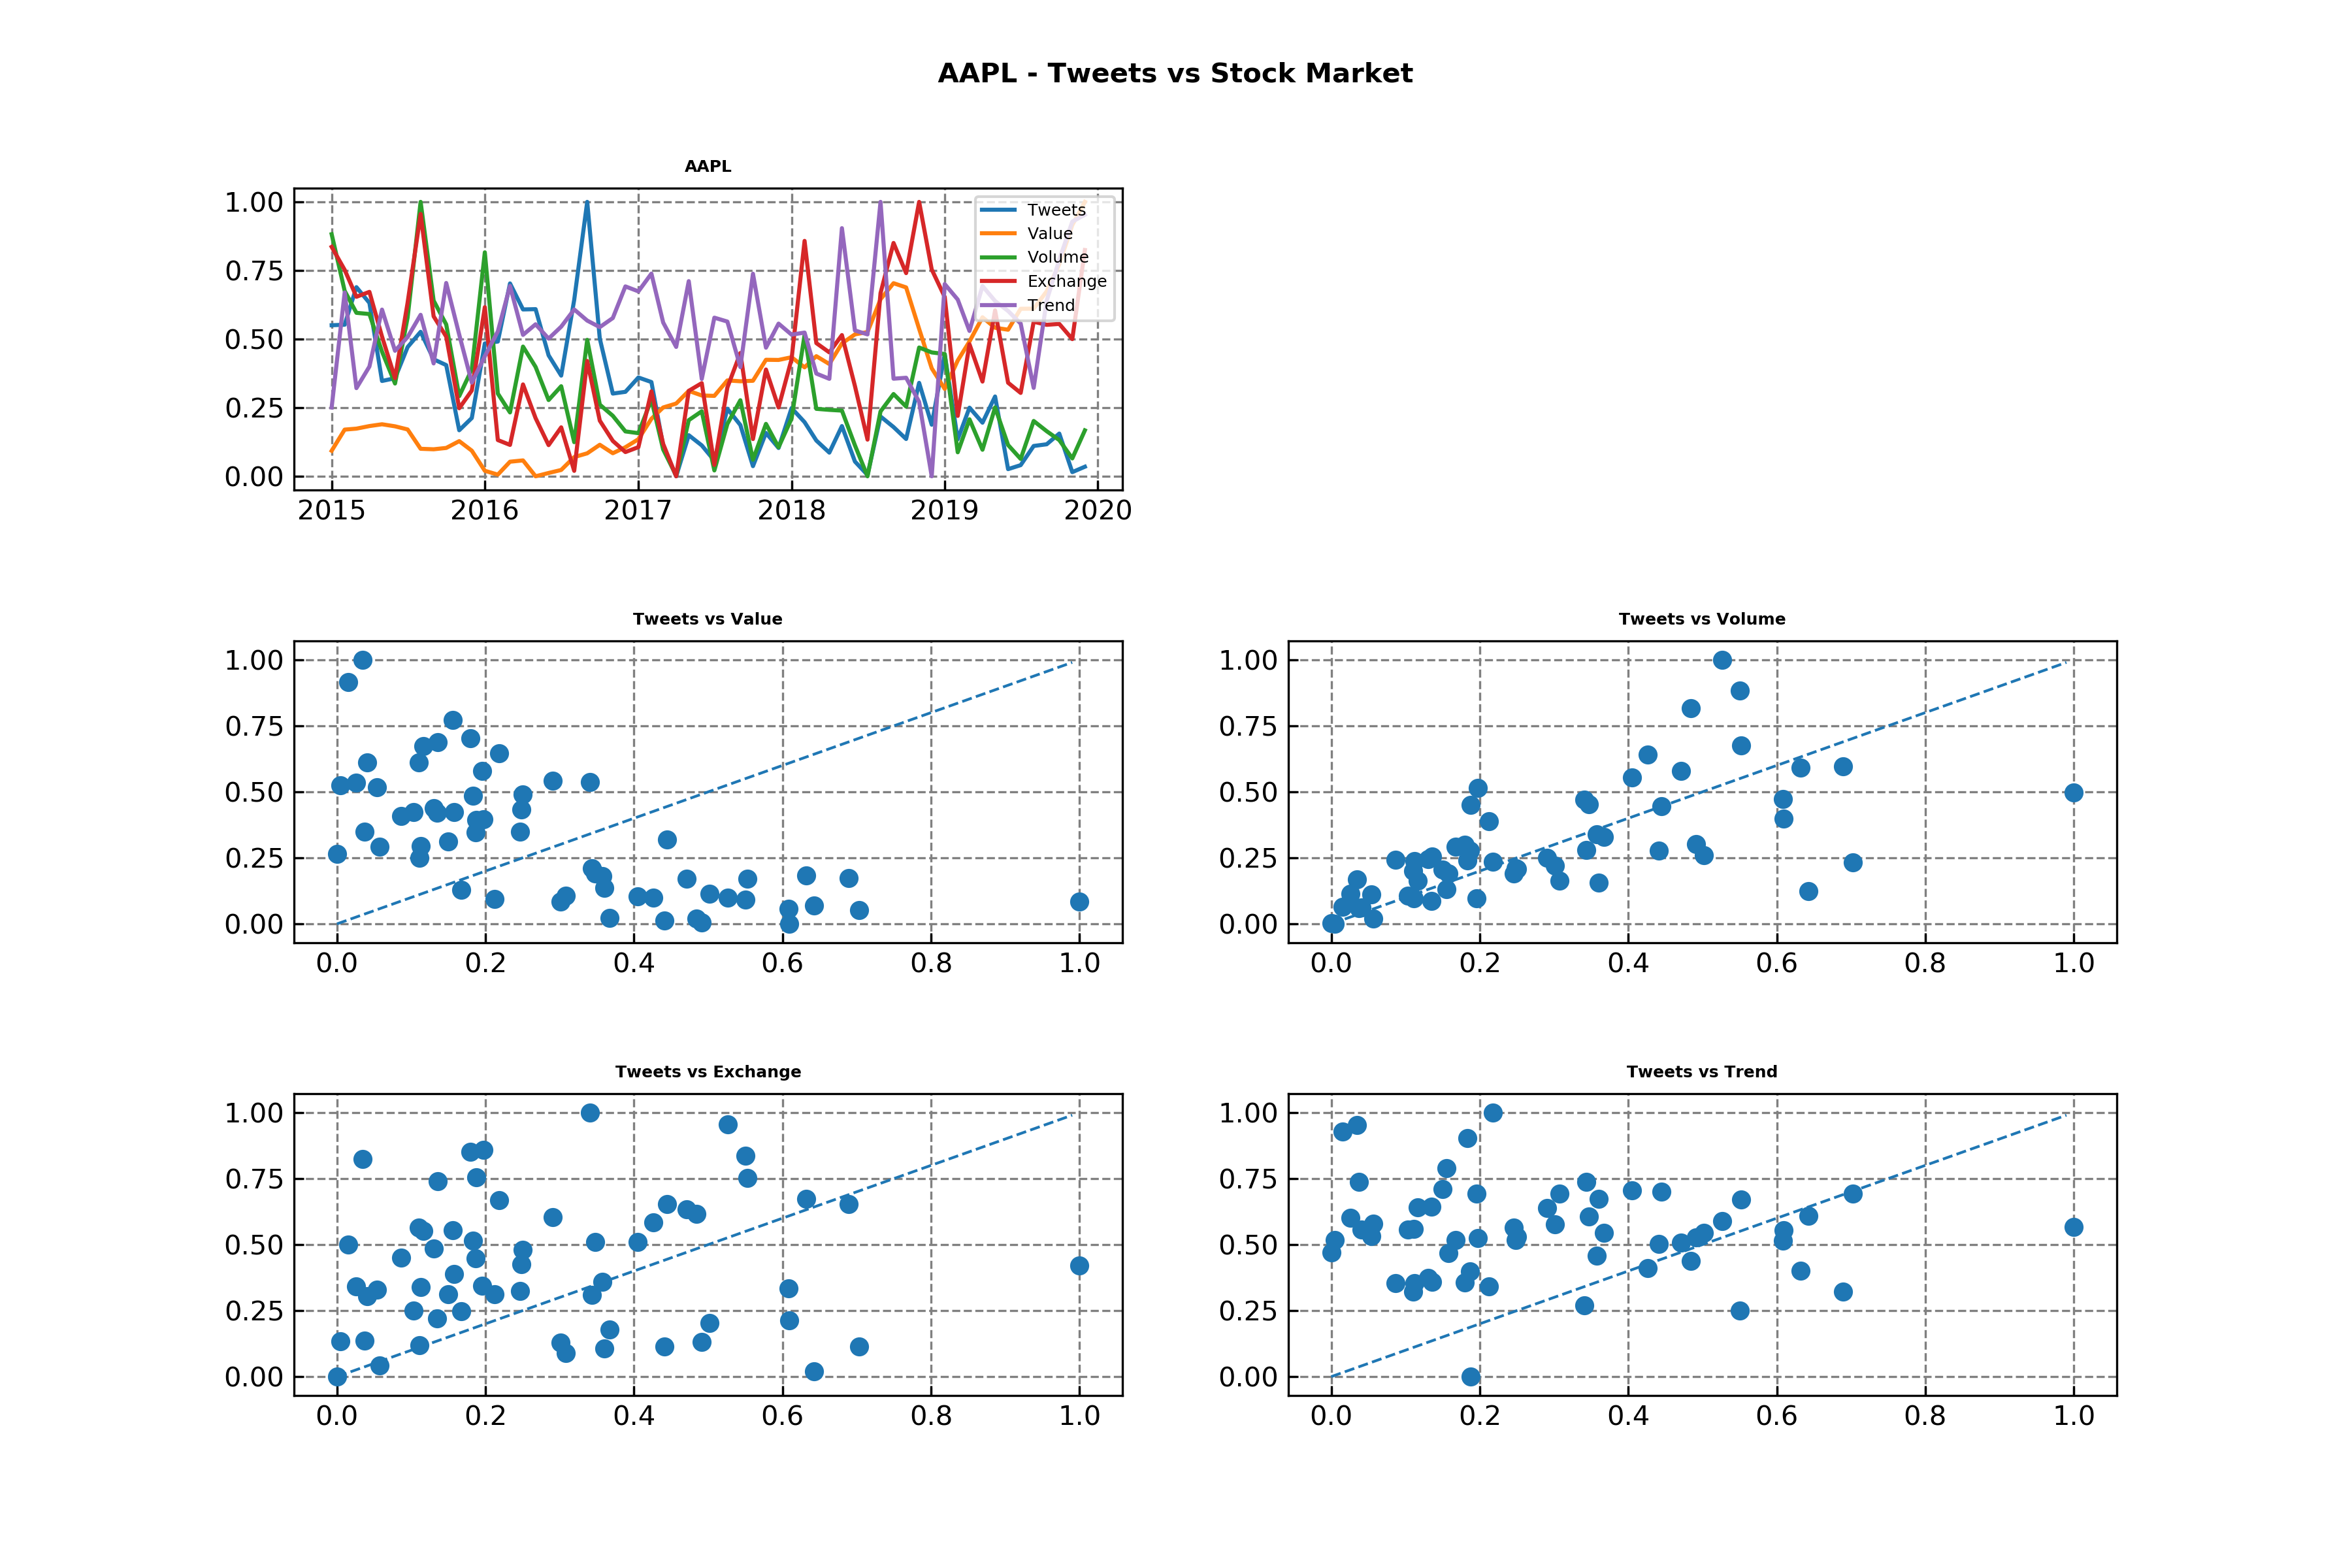 AAPL - Tweets vs Stock Market
AAPL
1.00
0.75
0.50
0.25
0.00
Tweets
Value
Volume
Exchange
Trend
2015 2016 2017 2018 2019 2020
Tweets vs Value
1.00
0.75
0.50
0.25
0.00
0.0 0.2 0.4 0.6 0.8 1.0
Tweets vs Volume
1.00
0.75
0.50
0.25
0.00
0.0 0.2 0.4 0.6 0.8 1.0
Tweets vs Exchange
1.00
0.75
0.50
0.25
0.00
0.0 0.2 0.4 0.6 0.8 1.0
Tweets vs Trend
1.00
0.75
0.50
0.25
0.00
0.0 0.2 0.4 0.6 0.8 1.0